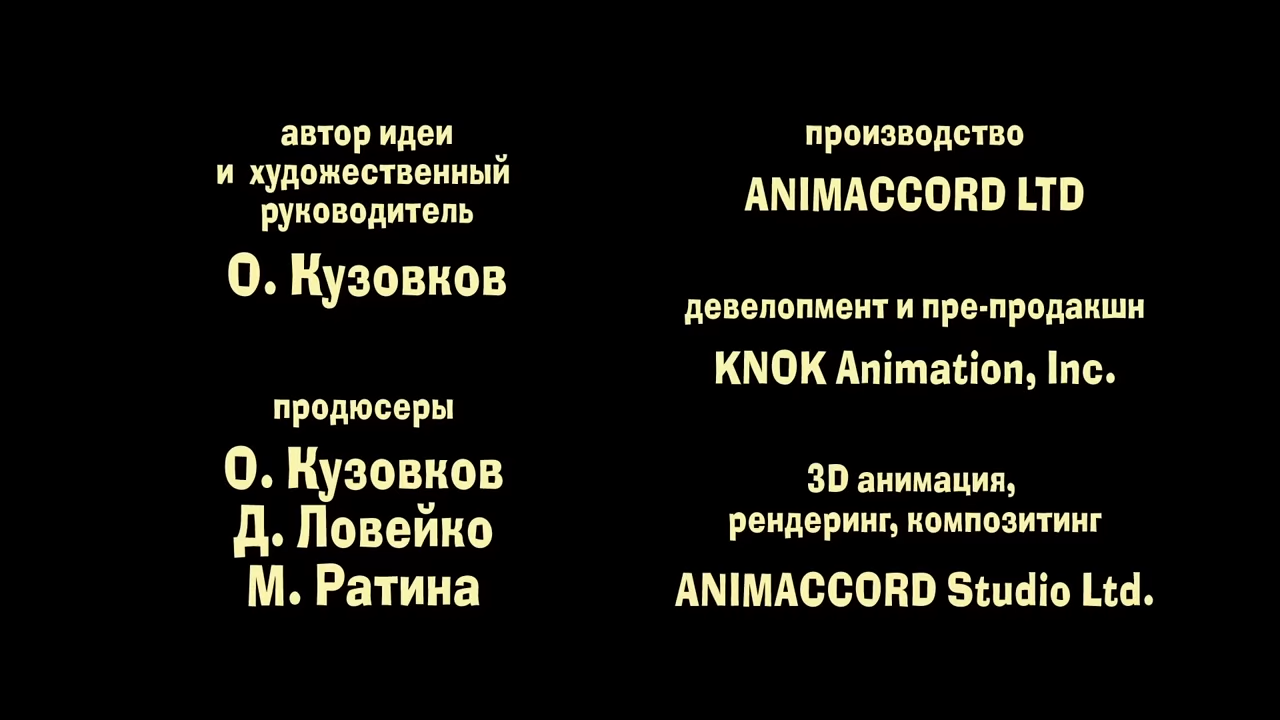 автор идеи
и художественный
руководитель
О. Кузовков
продюсеры
О. Кузовков
Д. Ловейко
М. Ратина
производство
ANIMACCORD LTD
девелопмент и пре-продакшн
KNOK Animation, Inc.
3D анимация,
рендеринг, композитинг
ANIMACCORD Studio Ltd.